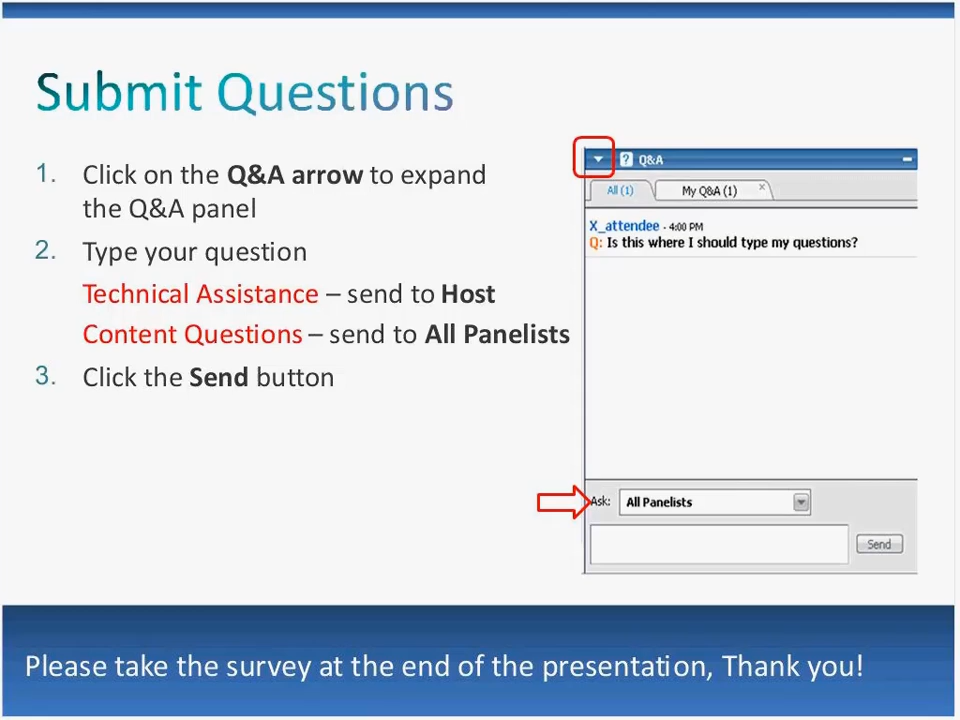 Submit Questions
1. Click on the Q&A arrow to expand
the Q&A panel
2. Type your question
Technical Assistance – send to Host
Content Questions – send to All Panelists
3. Click the Send button
? Q&A
All (1) My Q&A (1) x
X_attendee - 4:00 PM
Q: Is this where I should type my questions?
Ask: All Panelists
Send
Please take the survey at the end of the presentation, Thank you!